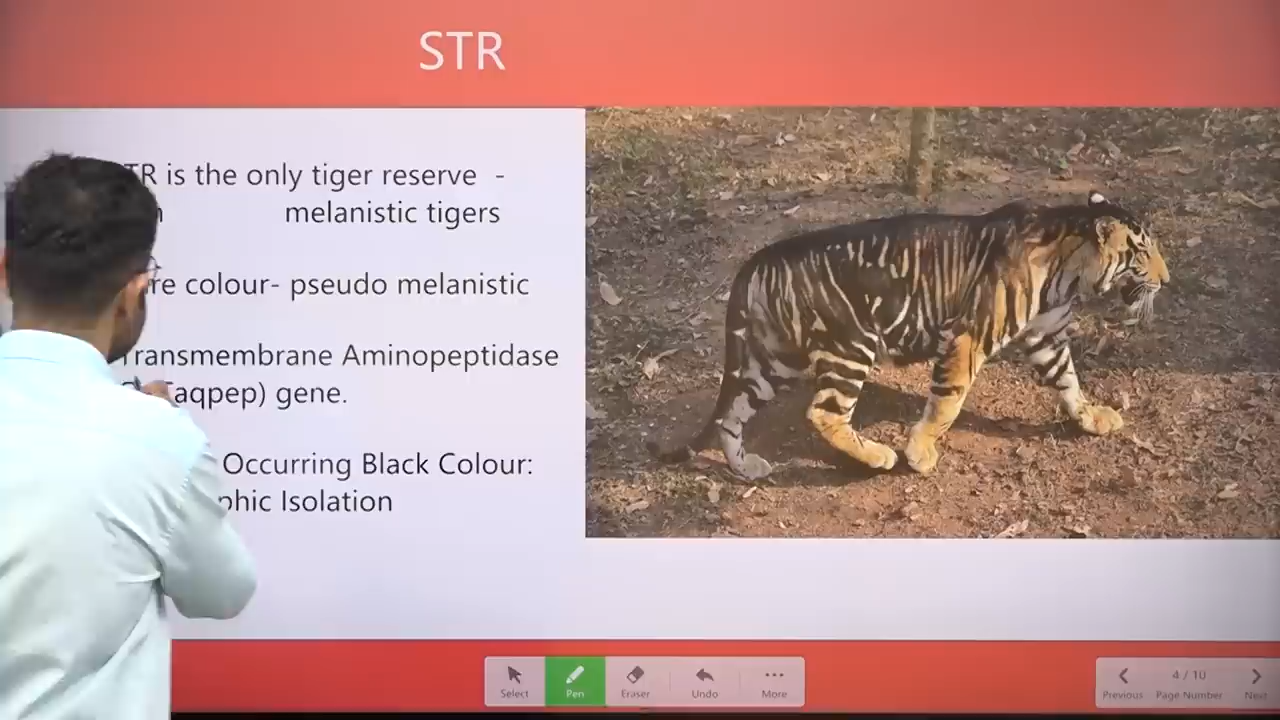 STR
TR is the only tiger reserve -
melanistic tigers
re colour- pseudo melanistic
Transmembrane Aminopeptidase
aqpep) gene.
Occurring Black Colour:
phic Isolation
Select
Pen
Eraser
Undo
More
Previous
4 / 10
Page Number
Next